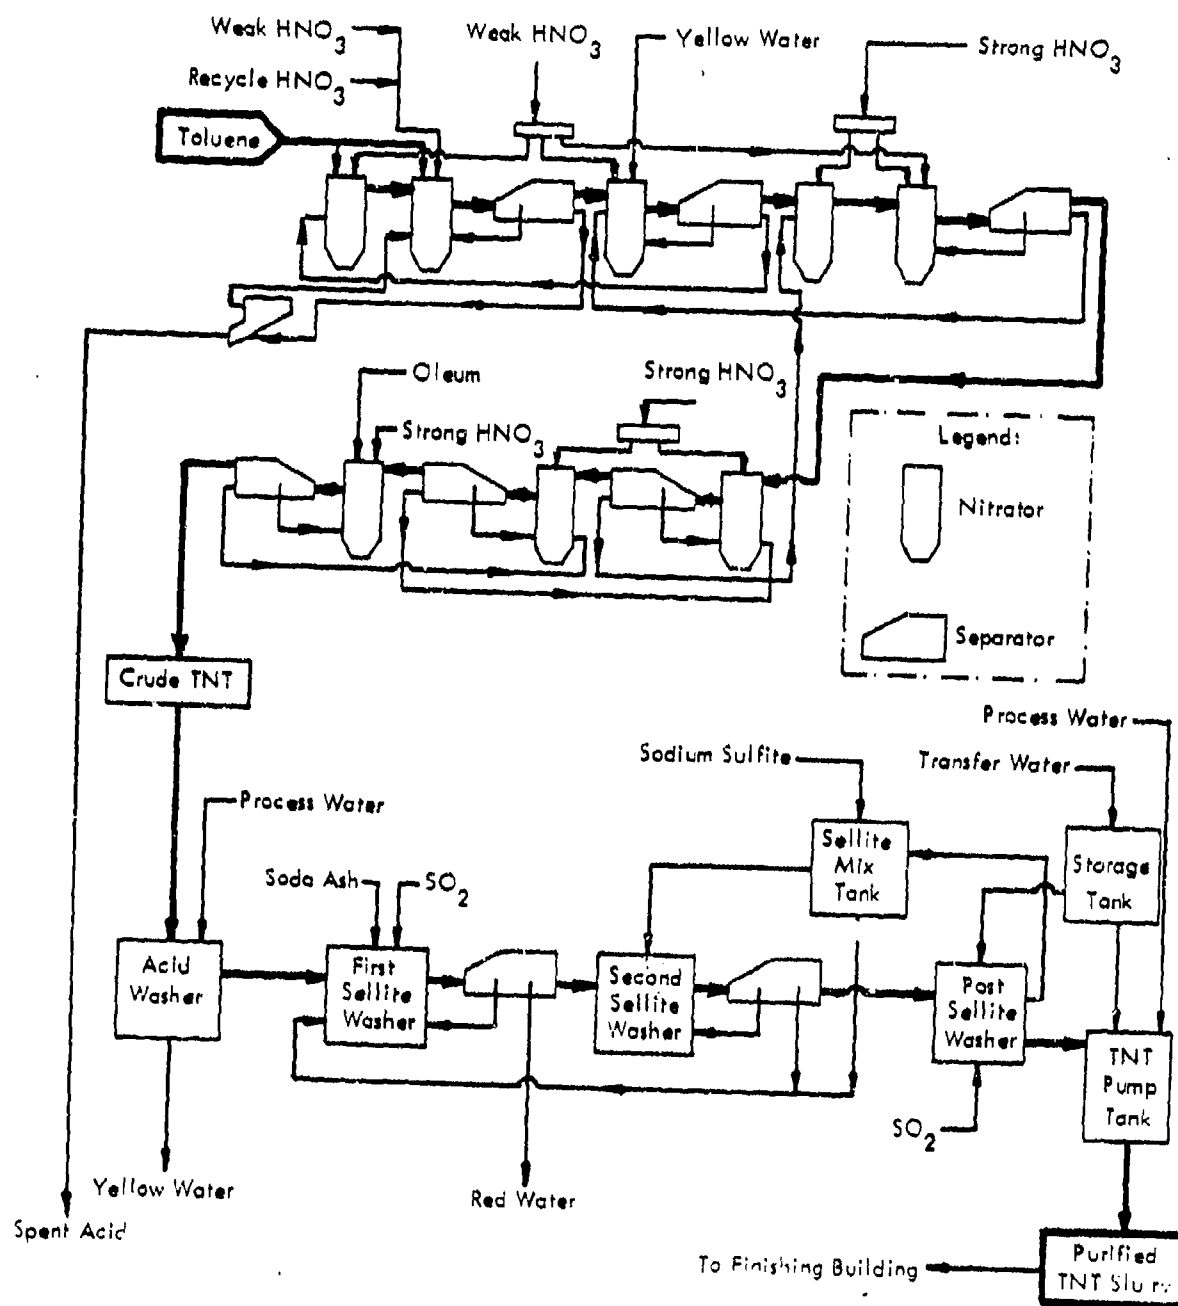 Weak HNO3
Weak HNO3
Yellow Water
Strong HNO3
Recycle HNO3
Toluene
Oleum
Strong HNO3
Strong HNO3
Legend:
Nitrator
Separator
Crude TNT
Process Water
Sodium Sulfite
Transfer Water
Process Water
Sellite
Mix
Tank
Storage
Tank
Soda Ash
SO2
Acid
Washer
First
Sellite
Washer
Second
Sellite
Washer
Post
Sellite
Washer
TNT
Pump
Tank
SO2
Yellow Water
Red Water
Spent Acid
To Finishing Building
Purified
TNT Slurry